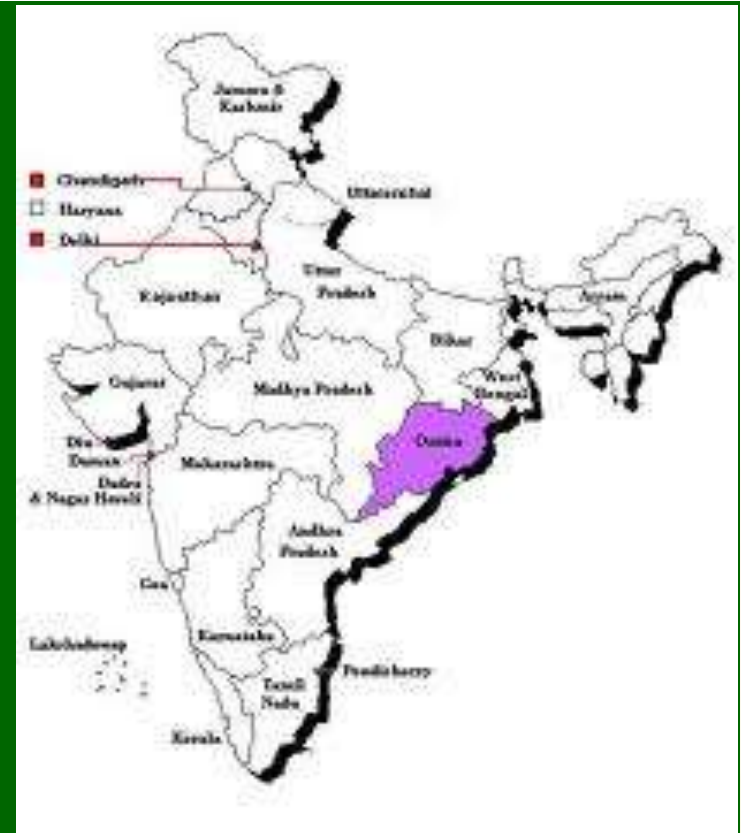 Jammu &
Kashmir
Chandigarh
Haryana
Delhi
Uttaranchal
Uttar
Pradesh
Rajasthan
Assam
Bihar
West
Bengal
Gujarat
Madhya Pradesh
Orissa
Diu
Daman
Dadra
& Nagar Haveli
Maharashtra
Andhra
Pradesh
Goa
Karnataka
Lakshadweep
Pondicherry
Tamil
Nadu
Kerala